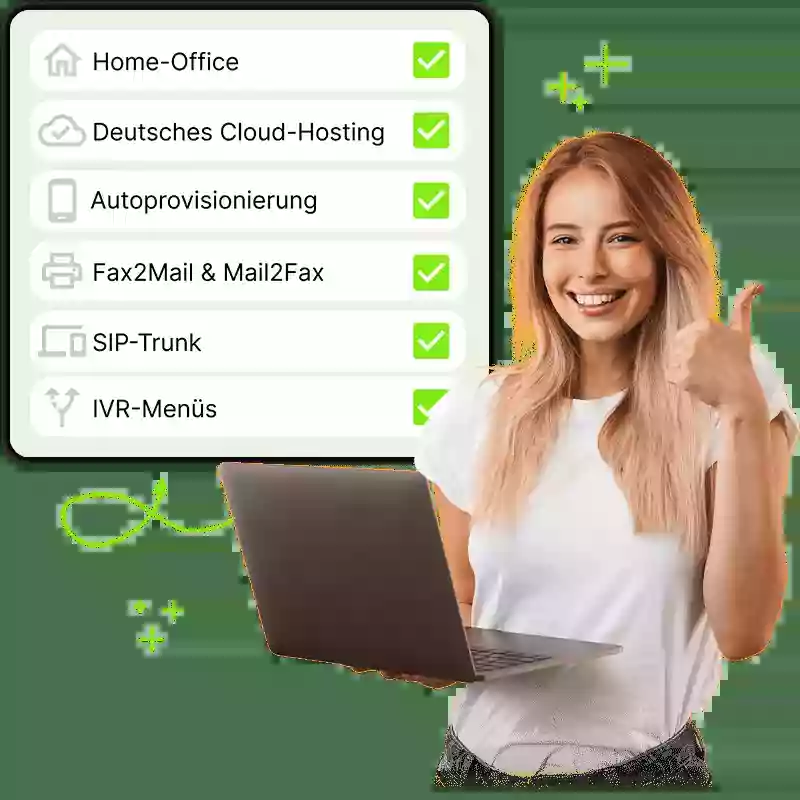 Home-Office
Deutsches Cloud-Hosting
Autoprovisionierung
Fax2Mail & Mail2Fax
SIP-Trunk
IVR-Menüs